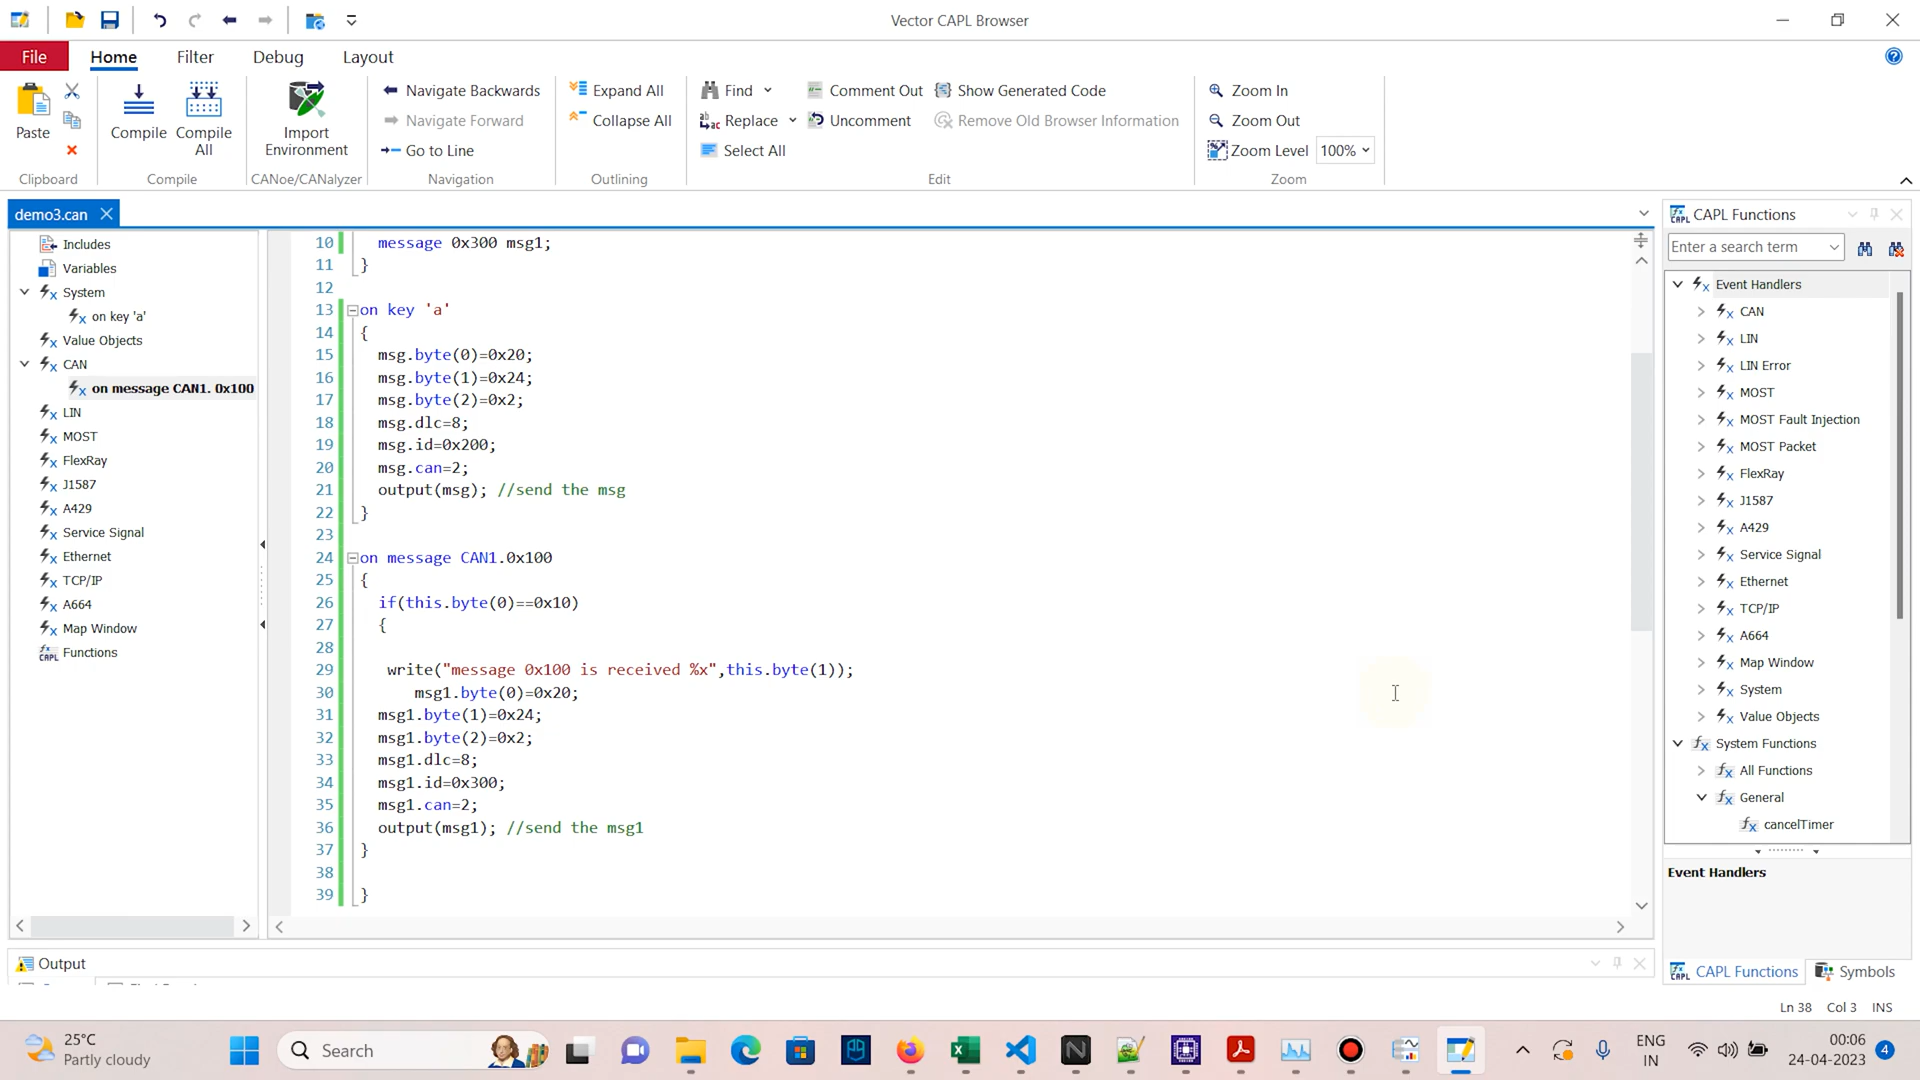 Vector CAPL Browser
File Home Filter Debug Layout
Paste
Clipboard
Compile
Compile All
Compile
Import Environment
CANoe/CANalyzer
Navigate Backwards
Navigate Forward
Go to Line
Navigation
Expand All
Collapse All
Outlining
Find
Replace
Select All
Comment Out
Uncomment
Show Generated Code
Remove Old Browser Information
Edit
Zoom In
Zoom Out
Zoom Level 100%
Zoom
demo3.can
Includes
Variables
System
on key 'a'
Value Objects
CAN
on message CAN1. 0x100
LIN
MOST
FlexRay
J1587
A429
Service Signal
Ethernet
TCP/IP
A664
Map Window
Functions
10 message 0x300 msg1;
11 }
12
13 on key 'a'
14 {
15 msg.byte(0)=0x20;
16 msg.byte(1)=0x24;
17 msg.byte(2)=0x2;
18 msg.dlc=8;
19 msg.id=0x200;
20 msg.can=2;
21 output(msg); //send the msg
22 }
23
24 on message CAN1.0x100
25 {
26 if(this.byte(0)==0x10)
27 {
28
29 write("message 0x100 is received %x",this.byte(1));
30 msg1.byte(0)=0x20;
31 msg1.byte(1)=0x24;
32 msg1.byte(2)=0x2;
33 msg1.dlc=8;
34 msg1.id=0x300;
35 msg1.can=2;
36 output(msg1); //send the msg1
37 }
38
39 }
CAPL Functions
Enter a search term
Event Handlers
CAN
LIN
LIN Error
MOST
MOST Fault Injection
MOST Packet
FlexRay
J1587
A429
Service Signal
Ethernet
TCP/IP
A664
Map Window
System
Value Objects
System Functions
All Functions
General
cancelTimer
Event Handlers
CAPL Functions Symbols
Output
Ln 38 Col 3 INS
25°C
Partly cloudy
Search
ENG
IN
00:06
24-04-2023
4